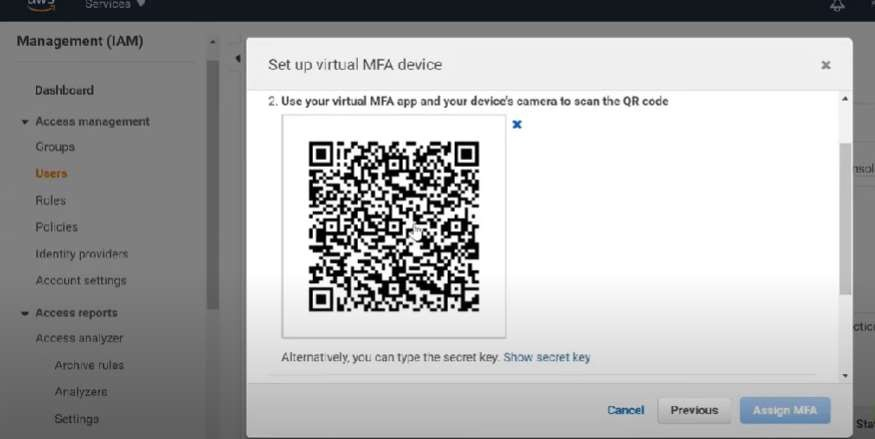 aws
Services
Management (IAM)
Dashboard
Access management
Groups
Users
Roles
Policies
Identity providers
Account settings
Access reports
Access analyzer
Archive rules
Analyzers
Settings
Set up virtual MFA device
2. Use your virtual MFA app and your device's camera to scan the QR code
Alternatively, you can type the secret key. Show secret key
Cancel
Previous
Assign MFA